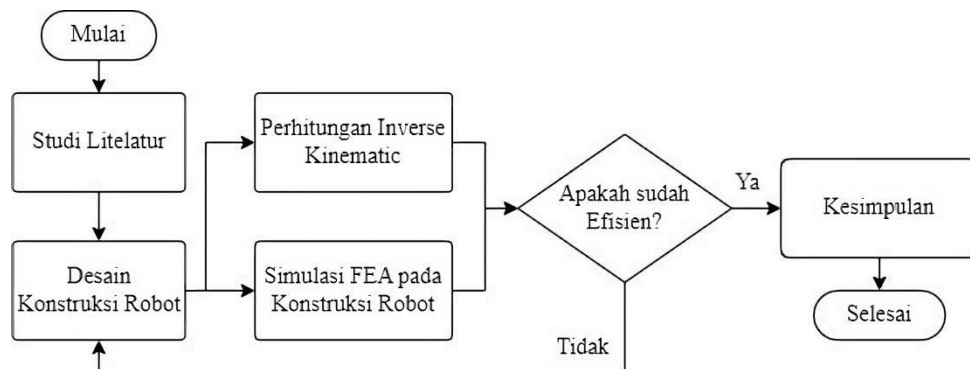 Mulai
Studi Litelatur
Desain
Konstruksi Robot
Perhitungan Inverse
Kinematic
Simulasi FEA pada
Konstruksi Robot
Apakah sudah
Efisien?
Ya
Tidak
Kesimpulan
Selesai